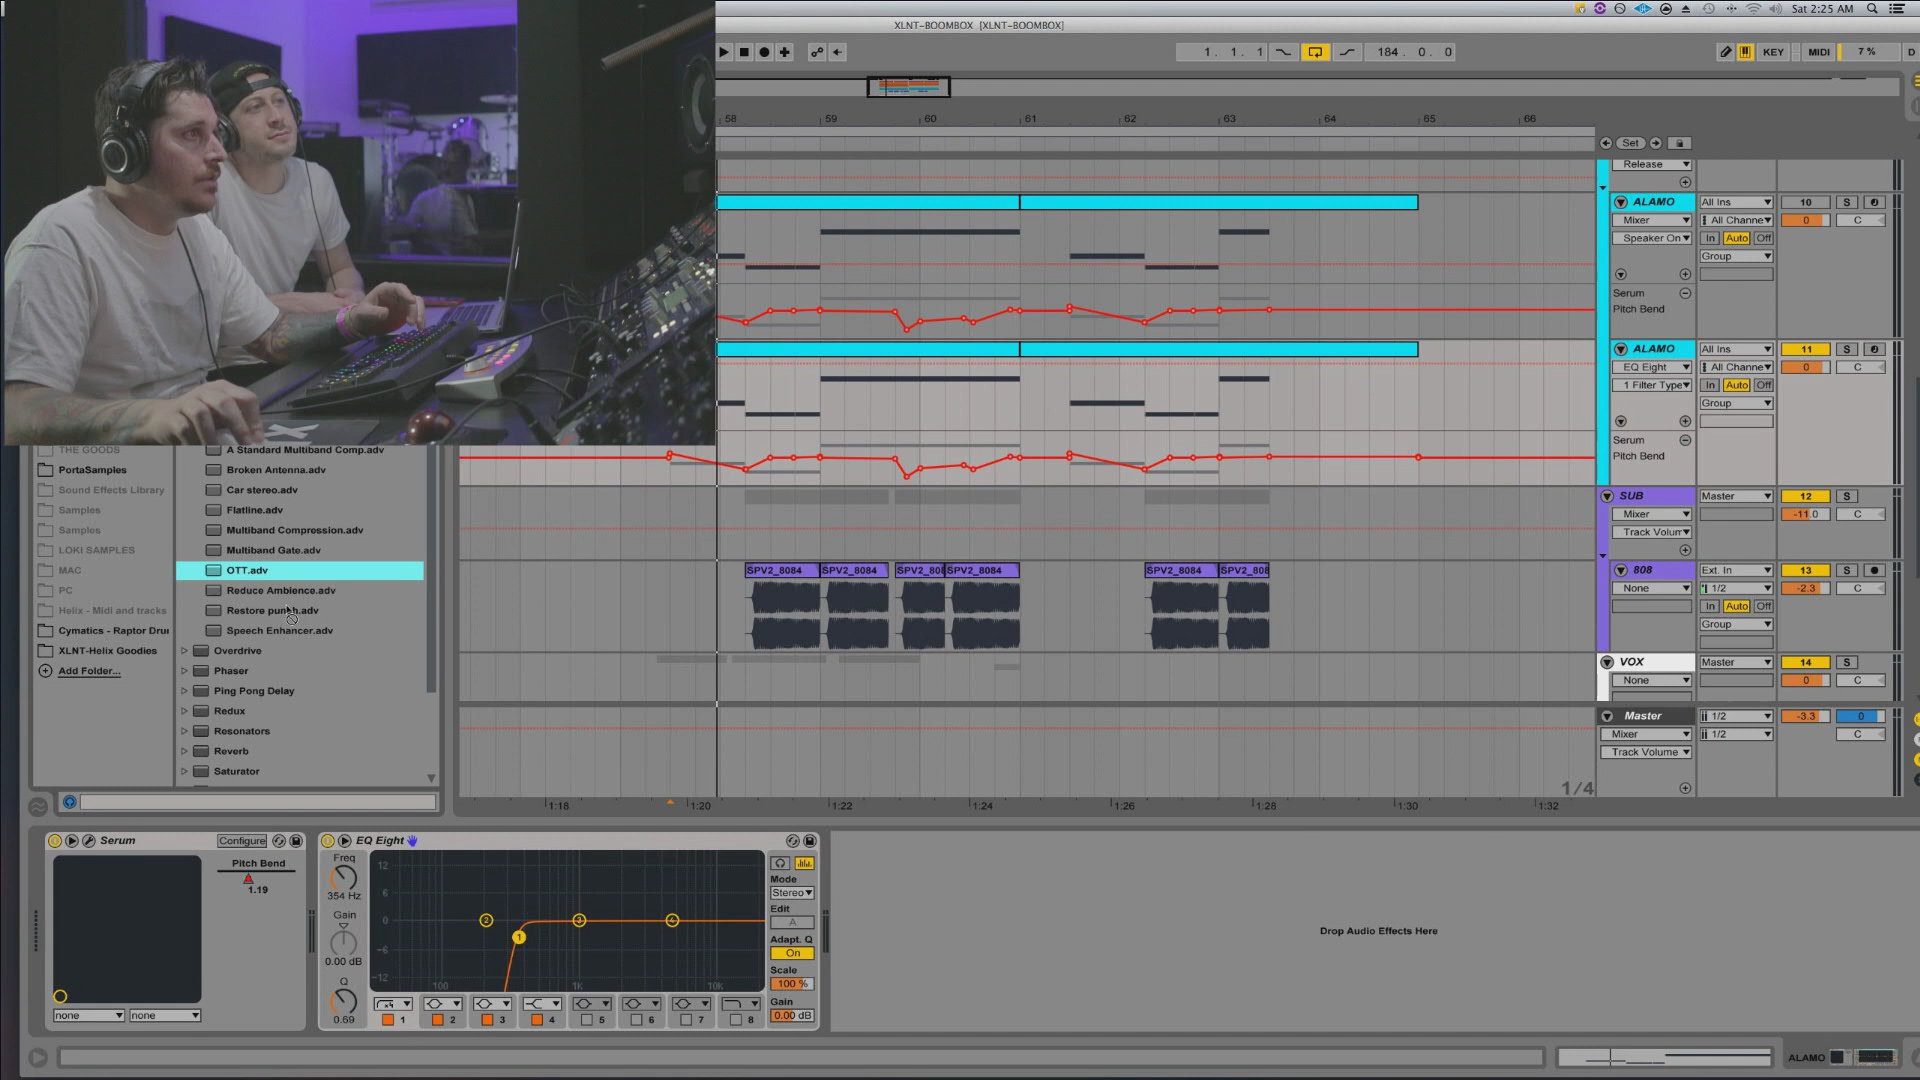 Sat 2:25 AM
XLNT-BOOMBOX [XLNT-BOOMBOX]
1. 1. 1
184. 0. 0
KEY
MIDI
7 %
D
58 59 60 61 62 63 64 65 66
Set
Release
ALAMO
All Ins
10
S
Mixer
All Channe
0
C
Speaker On
In Auto Off
Group
Serum
Pitch Bend
ALAMO
All Ins
11
S
EQ Eight
All Channe
0
C
1 Filter Type
In Auto Off
Group
Serum
Pitch Bend
SUB
Master
12
S
Mixer
-11.0
C
Track Volum
SPV2_8084 SPV2_8084 SPV2_808 SPV2_8084 SPV2_8084 SPV2_808
808
Ext. In
13
S
None
1/2
-2.3
C
In Auto Off
Group
VOX
Master
14
S
None
0
C
Master
1/2
-3.3
0
Mixer
1/2
C
Track Volume
1/4
1:18 1:20 1:22 1:24 1:26 1:28 1:30 1:32
THE GOODS
PortaSamples
Sound Effects Library
Samples
Samples
LOKI SAMPLES
MAC
PC
Helix - Midi and tracks
Cymatics - Raptor Drum
XLNT-Helix Goodies
Add Folder...
A Standard Multiband Comp.adv
Broken Antenna.adv
Car stereo.adv
Flatline.adv
Multiband Compression.adv
Multiband Gate.adv
OTT.adv
Reduce Ambience.adv
Restore punch.adv
Speech Enhancer.adv
Overdrive
Phaser
Ping Pong Delay
Redux
Resonators
Reverb
Saturator
Serum
Configure
Pitch Bend
1.19
none
none
EQ Eight
Freq
354 Hz
Gain
0.00 dB
Q
0.69
12
6
0
-6
-12
100 1K 10K
1 2 3 4
1 2 3 4 5 6 7 8
Mode
Stereo
Edit
A
Adapt. Q
On
Scale
100 %
Gain
0.00 dB
Drop Audio Effects Here
ALAMO